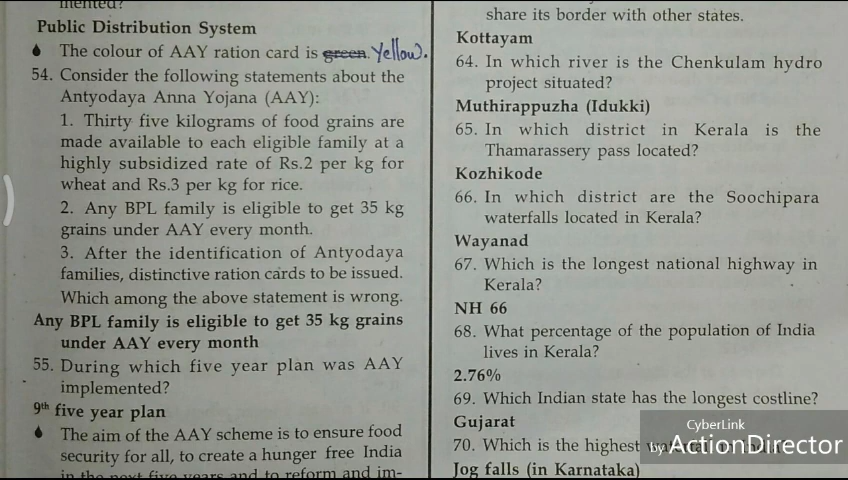 mented?
Public Distribution System
The colour of AAY ration card is green. Yellow.
54. Consider the following statements about the
Antyodaya Anna Yojana (AAY):
1. Thirty five kilograms of food grains are
made available to each eligible family at a
highly subsidized rate of Rs.2 per kg for
wheat and Rs.3 per kg for rice.
2. Any BPL family is eligible to get 35 kg
grains under AAY every month.
3. After the identification of Antyodaya
families, distinctive ration cards to be issued.
Which among the above statement is wrong.
Any BPL family is eligible to get 35 kg grains
under AAY every month
55. During which five year plan was AAY
implemented?
9th five year plan
The aim of the AAY scheme is to ensure food
security for all, to create a hunger free India
in the next five years and to reform and im-
share its border with other states.
Kottayam
64. In which river is the Chenkulam hydro
project situated?
Muthirappuzha (Idukki)
65. In which district in Kerala is the
Thamarassery pass located?
Kozhikode
66. In which district are the Soochipara
waterfalls located in Kerala?
Wayanad
67. Which is the longest national highway in
Kerala?
NH 66
68. What percentage of the population of India
lives in Kerala?
2.76%
69. Which Indian state has the longest costline?
Gujarat
70. Which is the highest
Jog falls (in Karnataka)
CyberLink
by ActionDirector